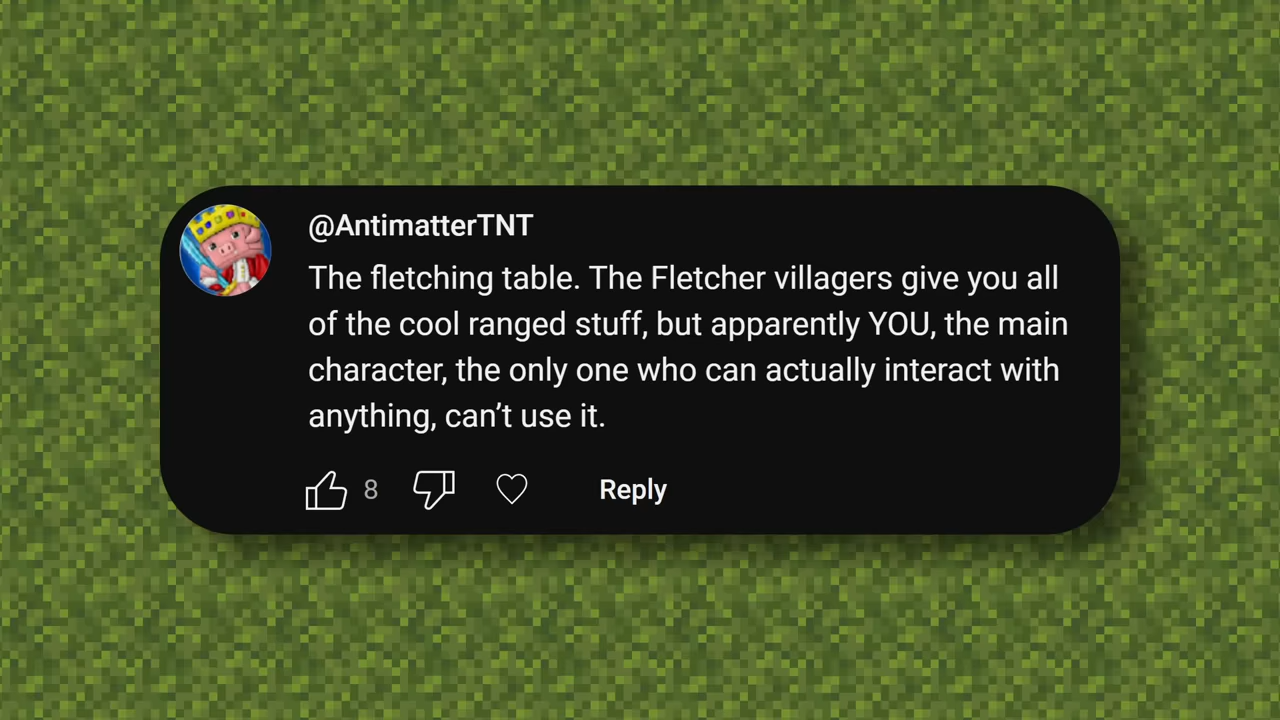 @AntimatterTNT
The fletching table. The Fletcher villagers give you all
of the cool ranged stuff, but apparently YOU, the main
character, the only one who can actually interact with
anything, can’t use it.
8 Reply